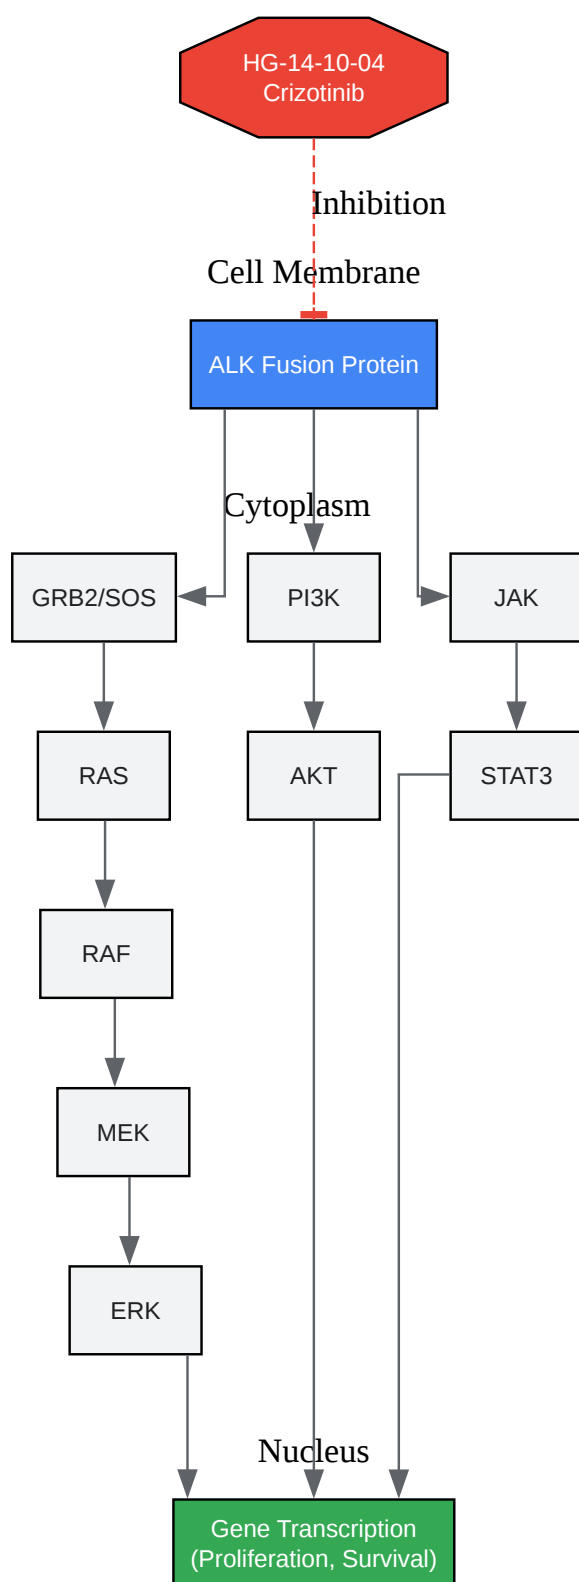 HG-14-10-04
Crizotinib
Inhibition
Cell Membrane
ALK Fusion Protein
Cytoplasm
GRB2/SOS
PI3K
JAK
RAS
AKT
STAT3
RAF
MEK
ERK
Nucleus
Gene Transcription
(Proliferation, Survival)